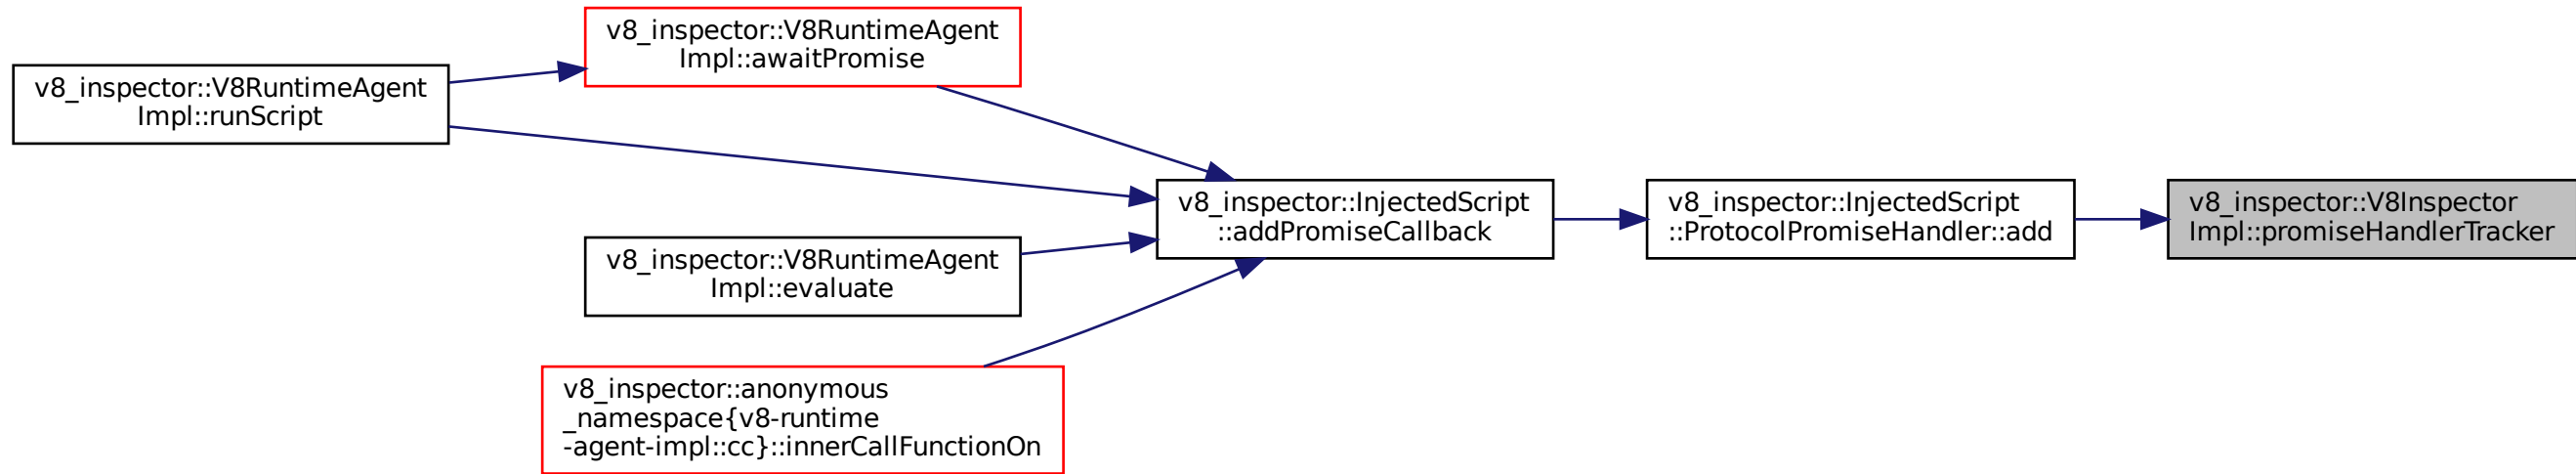 v8_inspector::V8RuntimeAgent
Impl::runScript
v8_inspector::V8RuntimeAgent
Impl::awaitPromise
v8_inspector::V8RuntimeAgent
Impl::evaluate
v8_inspector::anonymous
_namespace{v8-runtime
-agent-impl::cc}::innerCallFunctionOn
v8_inspector::InjectedScript
::addPromiseCallback
v8_inspector::InjectedScript
::ProtocolPromiseHandler::add
v8_inspector::V8Inspector
Impl::promiseHandlerTracker